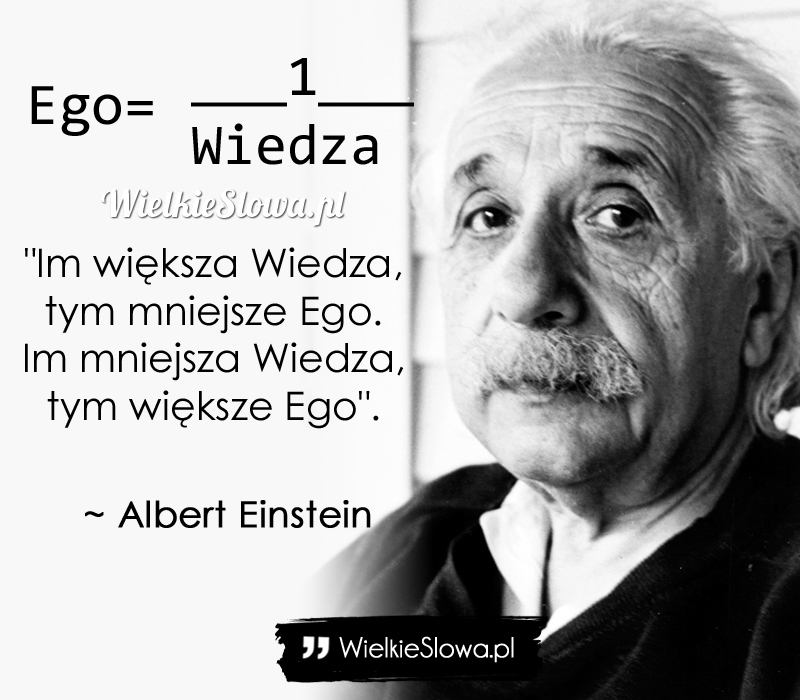 Ego= 1
Wiedza
WielkieSlowa.pl
"Im większa Wiedza,
tym mniejsze Ego.
Im mniejsza Wiedza,
tym większe Ego".
~ Albert Einstein
WielkieSlowa.pl